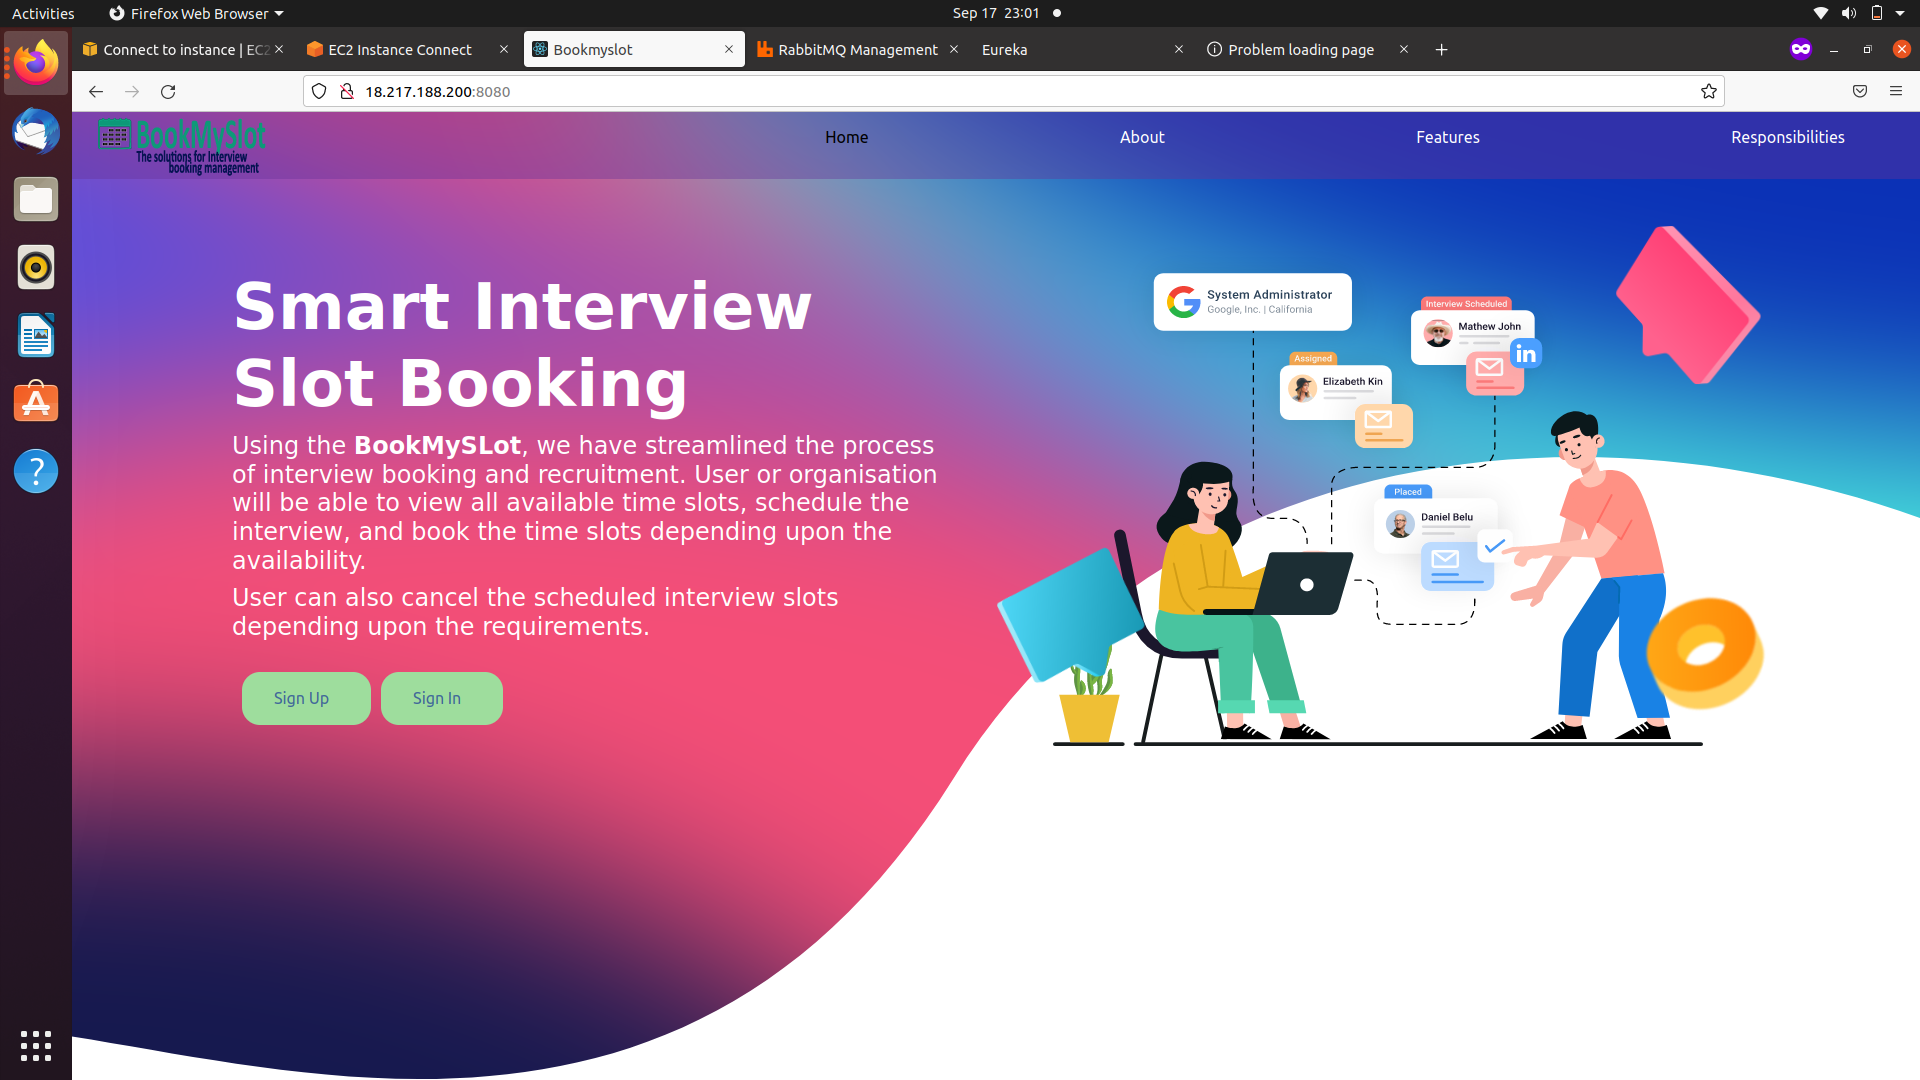 Activities
Firefox Web Browser
Sep 17 23:01
Connect to instance | EC2
EC2 Instance Connect
Bookmyslot
RabbitMQ Management
Eureka
Problem loading page
18.217.188.200:8080
BookMySlot
The solutions for Interview
booking management
Home
About
Features
Responsibilities
Smart Interview
Slot Booking
Using the BookMySLot, we have streamlined the process
of interview booking and recruitment. User or organisation
will be able to view all available time slots, schedule the
interview, and book the time slots depending upon the
availability.
User can also cancel the scheduled interview slots
depending upon the requirements.
Sign Up
Sign In
System Administrator
Google, Inc. | California
Interview Scheduled
Mathew John
in
Assigned
Elizabeth Kin
Placed
Daniel Belu